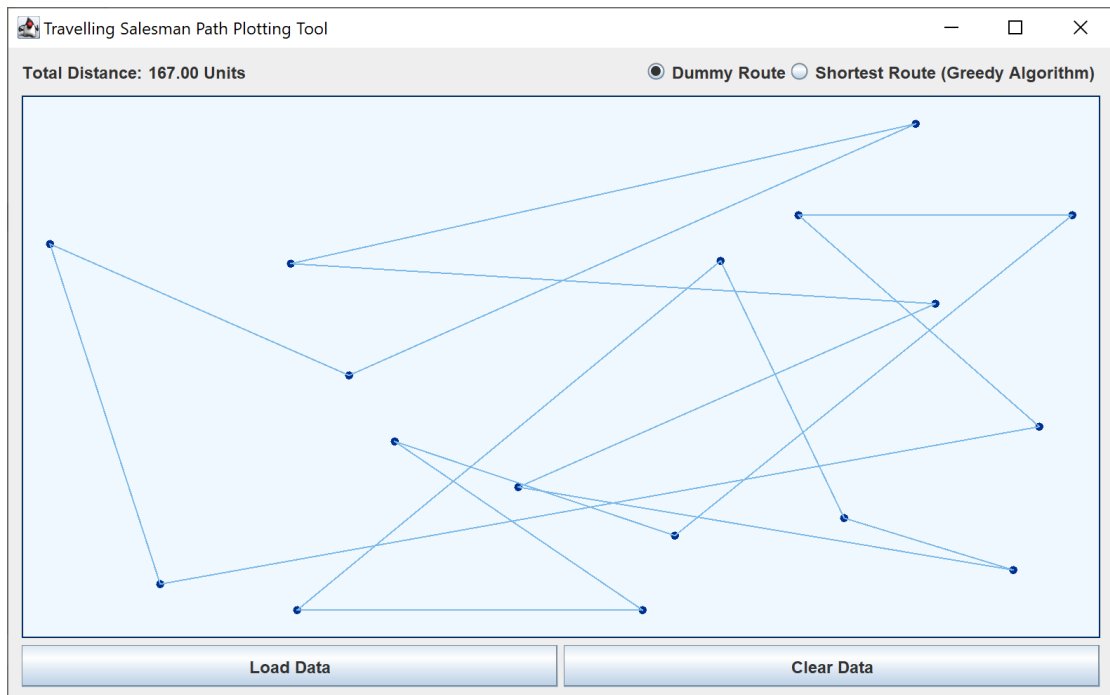 Travelling Salesman Path Plotting Tool
Total Distance: 167.00 Units
Dummy Route
Shortest Route (Greedy Algorithm)
Load Data
Clear Data